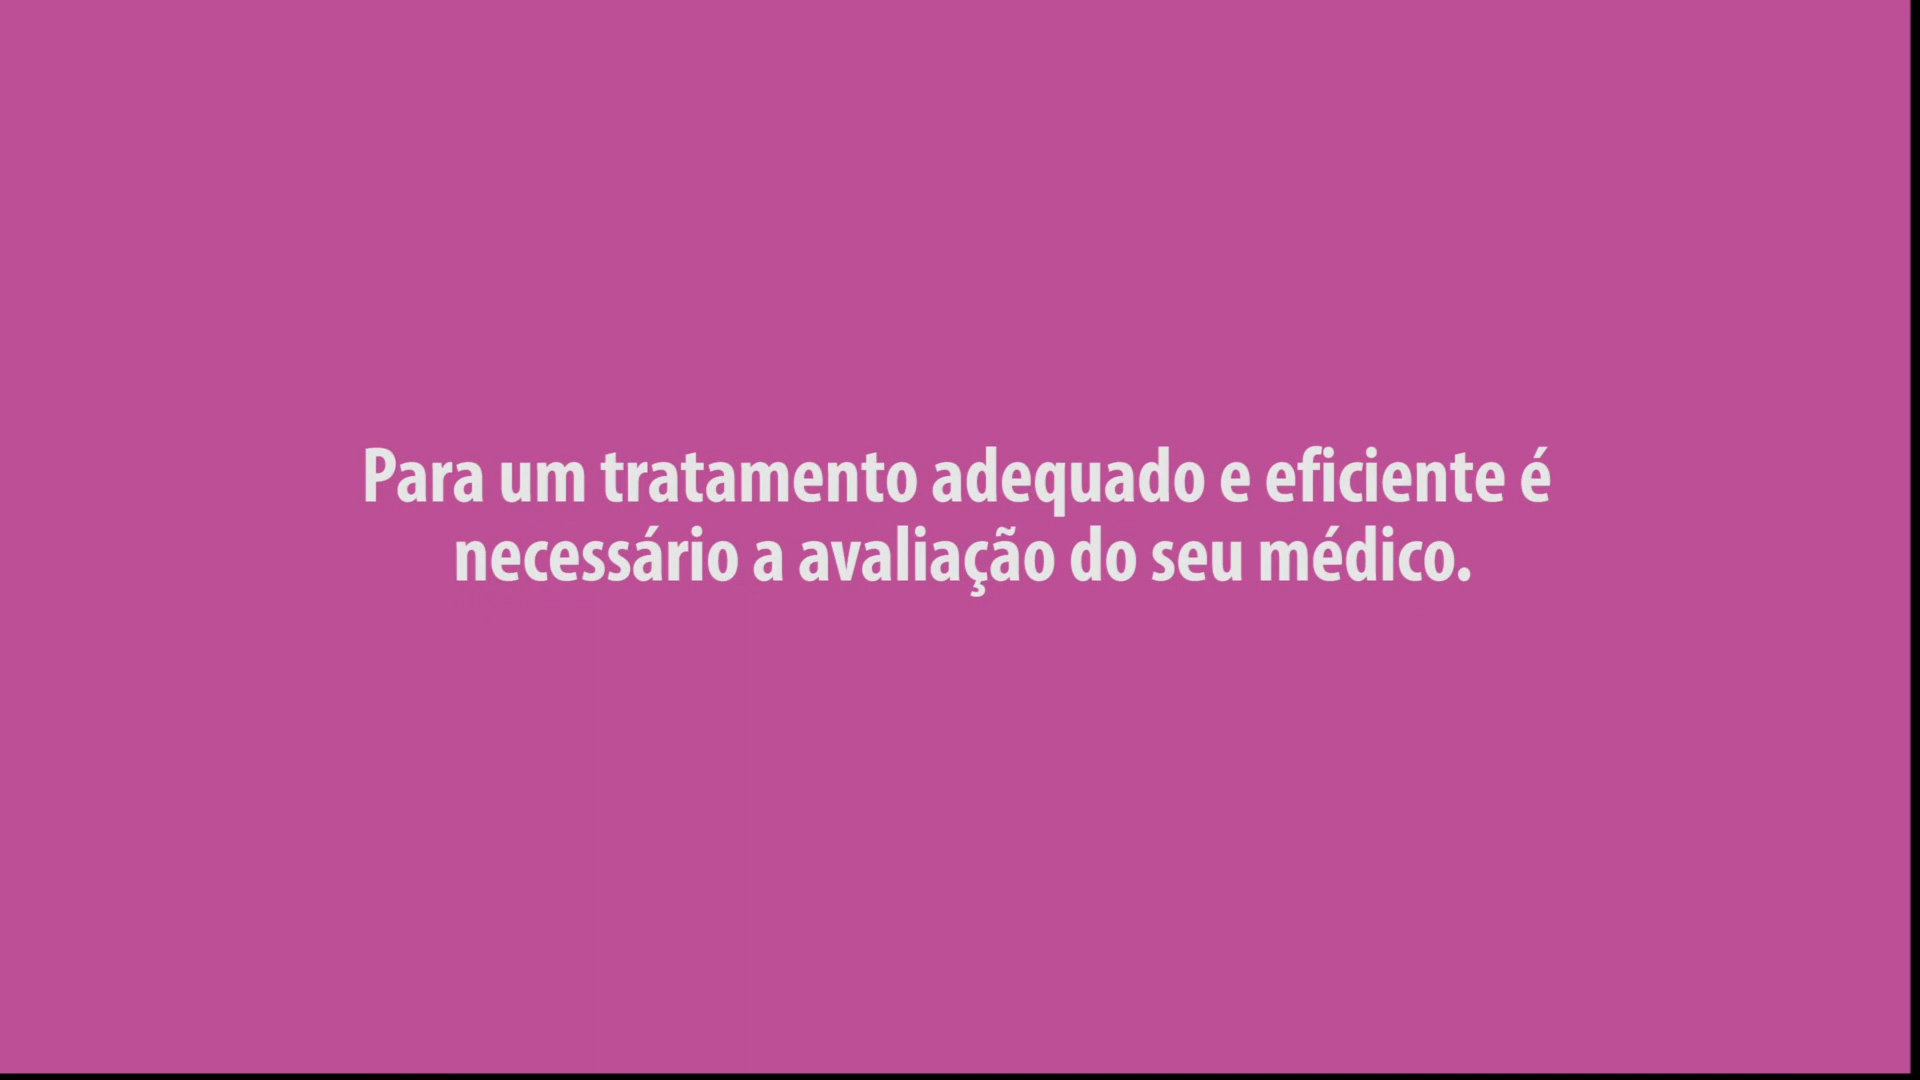 Para um tratamento adequado e eficiente é
necessário a avaliação do seu médico.